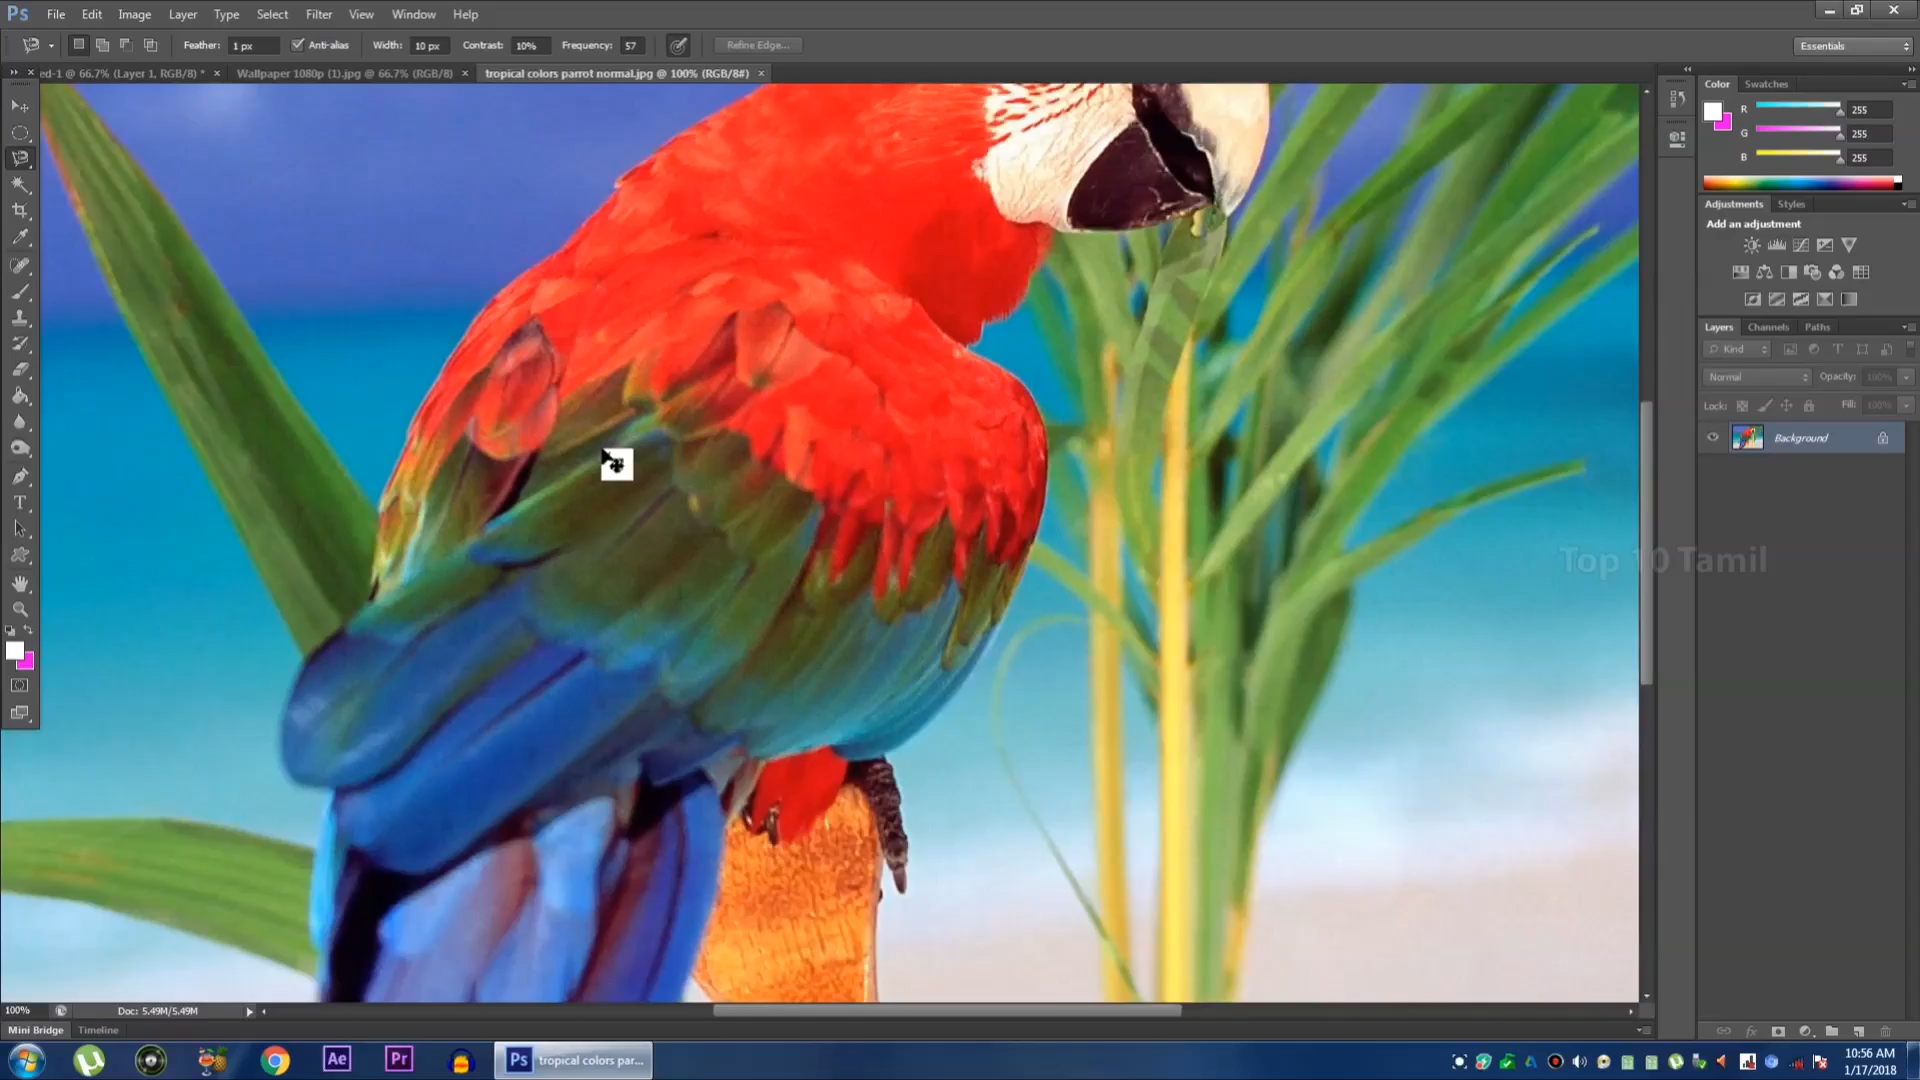 Ps File Edit Image Layer Type Select Filter View Window Help
Feather: 1 px Anti-alias Width: 10 px Contrast: 10% Frequency: 57 Refine Edge... Essentials
ed-1 @ 66.7% (Layer 1, RGB/8) * × Wallpaper 1080p (1).jpg @ 66.7% (RGB/8) × tropical colors parrot normal.jpg @ 100% (RGB/8#) ×
Color Swatches
R 255
G 255
B 255
Adjustments Styles
Add an adjustment
Layers Channels Paths
Kind
Normal Opacity: 100%
Lock: Fill: 100%
Background
Top 10 Tamil
100% Doc: 5.49M/5.49M
Mini Bridge Timeline
Ae Pr Ps tropical colors par...
10:56 AM
1/17/2018